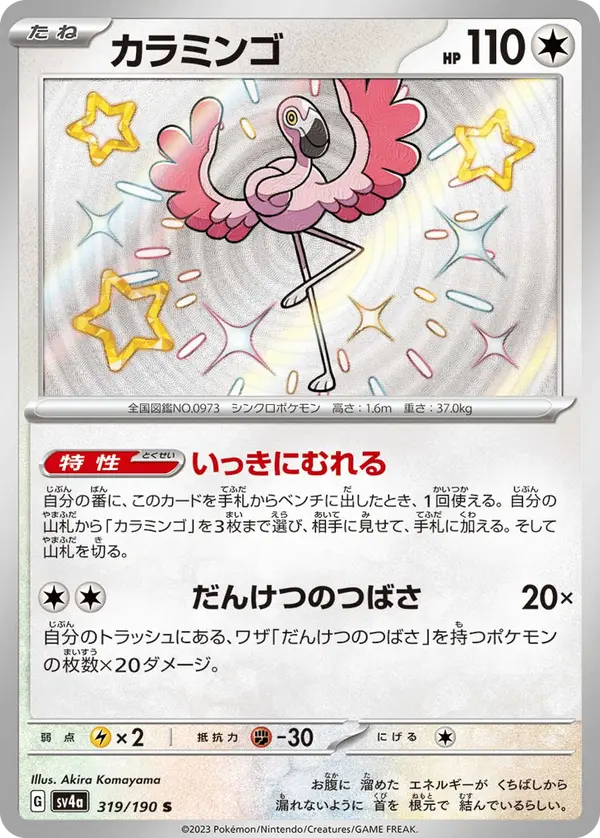 たね カラミンゴ HP 110
全国図鑑NO.0973 シンクロポケモン 高さ：1.6m 重さ：37.0kg
特性 とくせい いっきにむれる
自分の番に、このカードを手札からベンチに出したとき、1回使える。自分の
山札から「カラミンゴ」を3枚まで選び、相手に見せて、手札に加える。そして
山札を切る。
だんけつのつばさ 20×
自分のトラッシュにある、ワザ「だんけつのつばさ」を持つポケモン
の枚数×20ダメージ。
弱点 ×2 抵抗力 -30 にげる
Illus. Akira Komayama
G sv4a 319/190 S
お腹に 溜めた エネルギーが くちばしから
漏れないように 首を 根元で 結んでいるらしい。
©2023 Pokémon/Nintendo/Creatures/GAME FREAK.